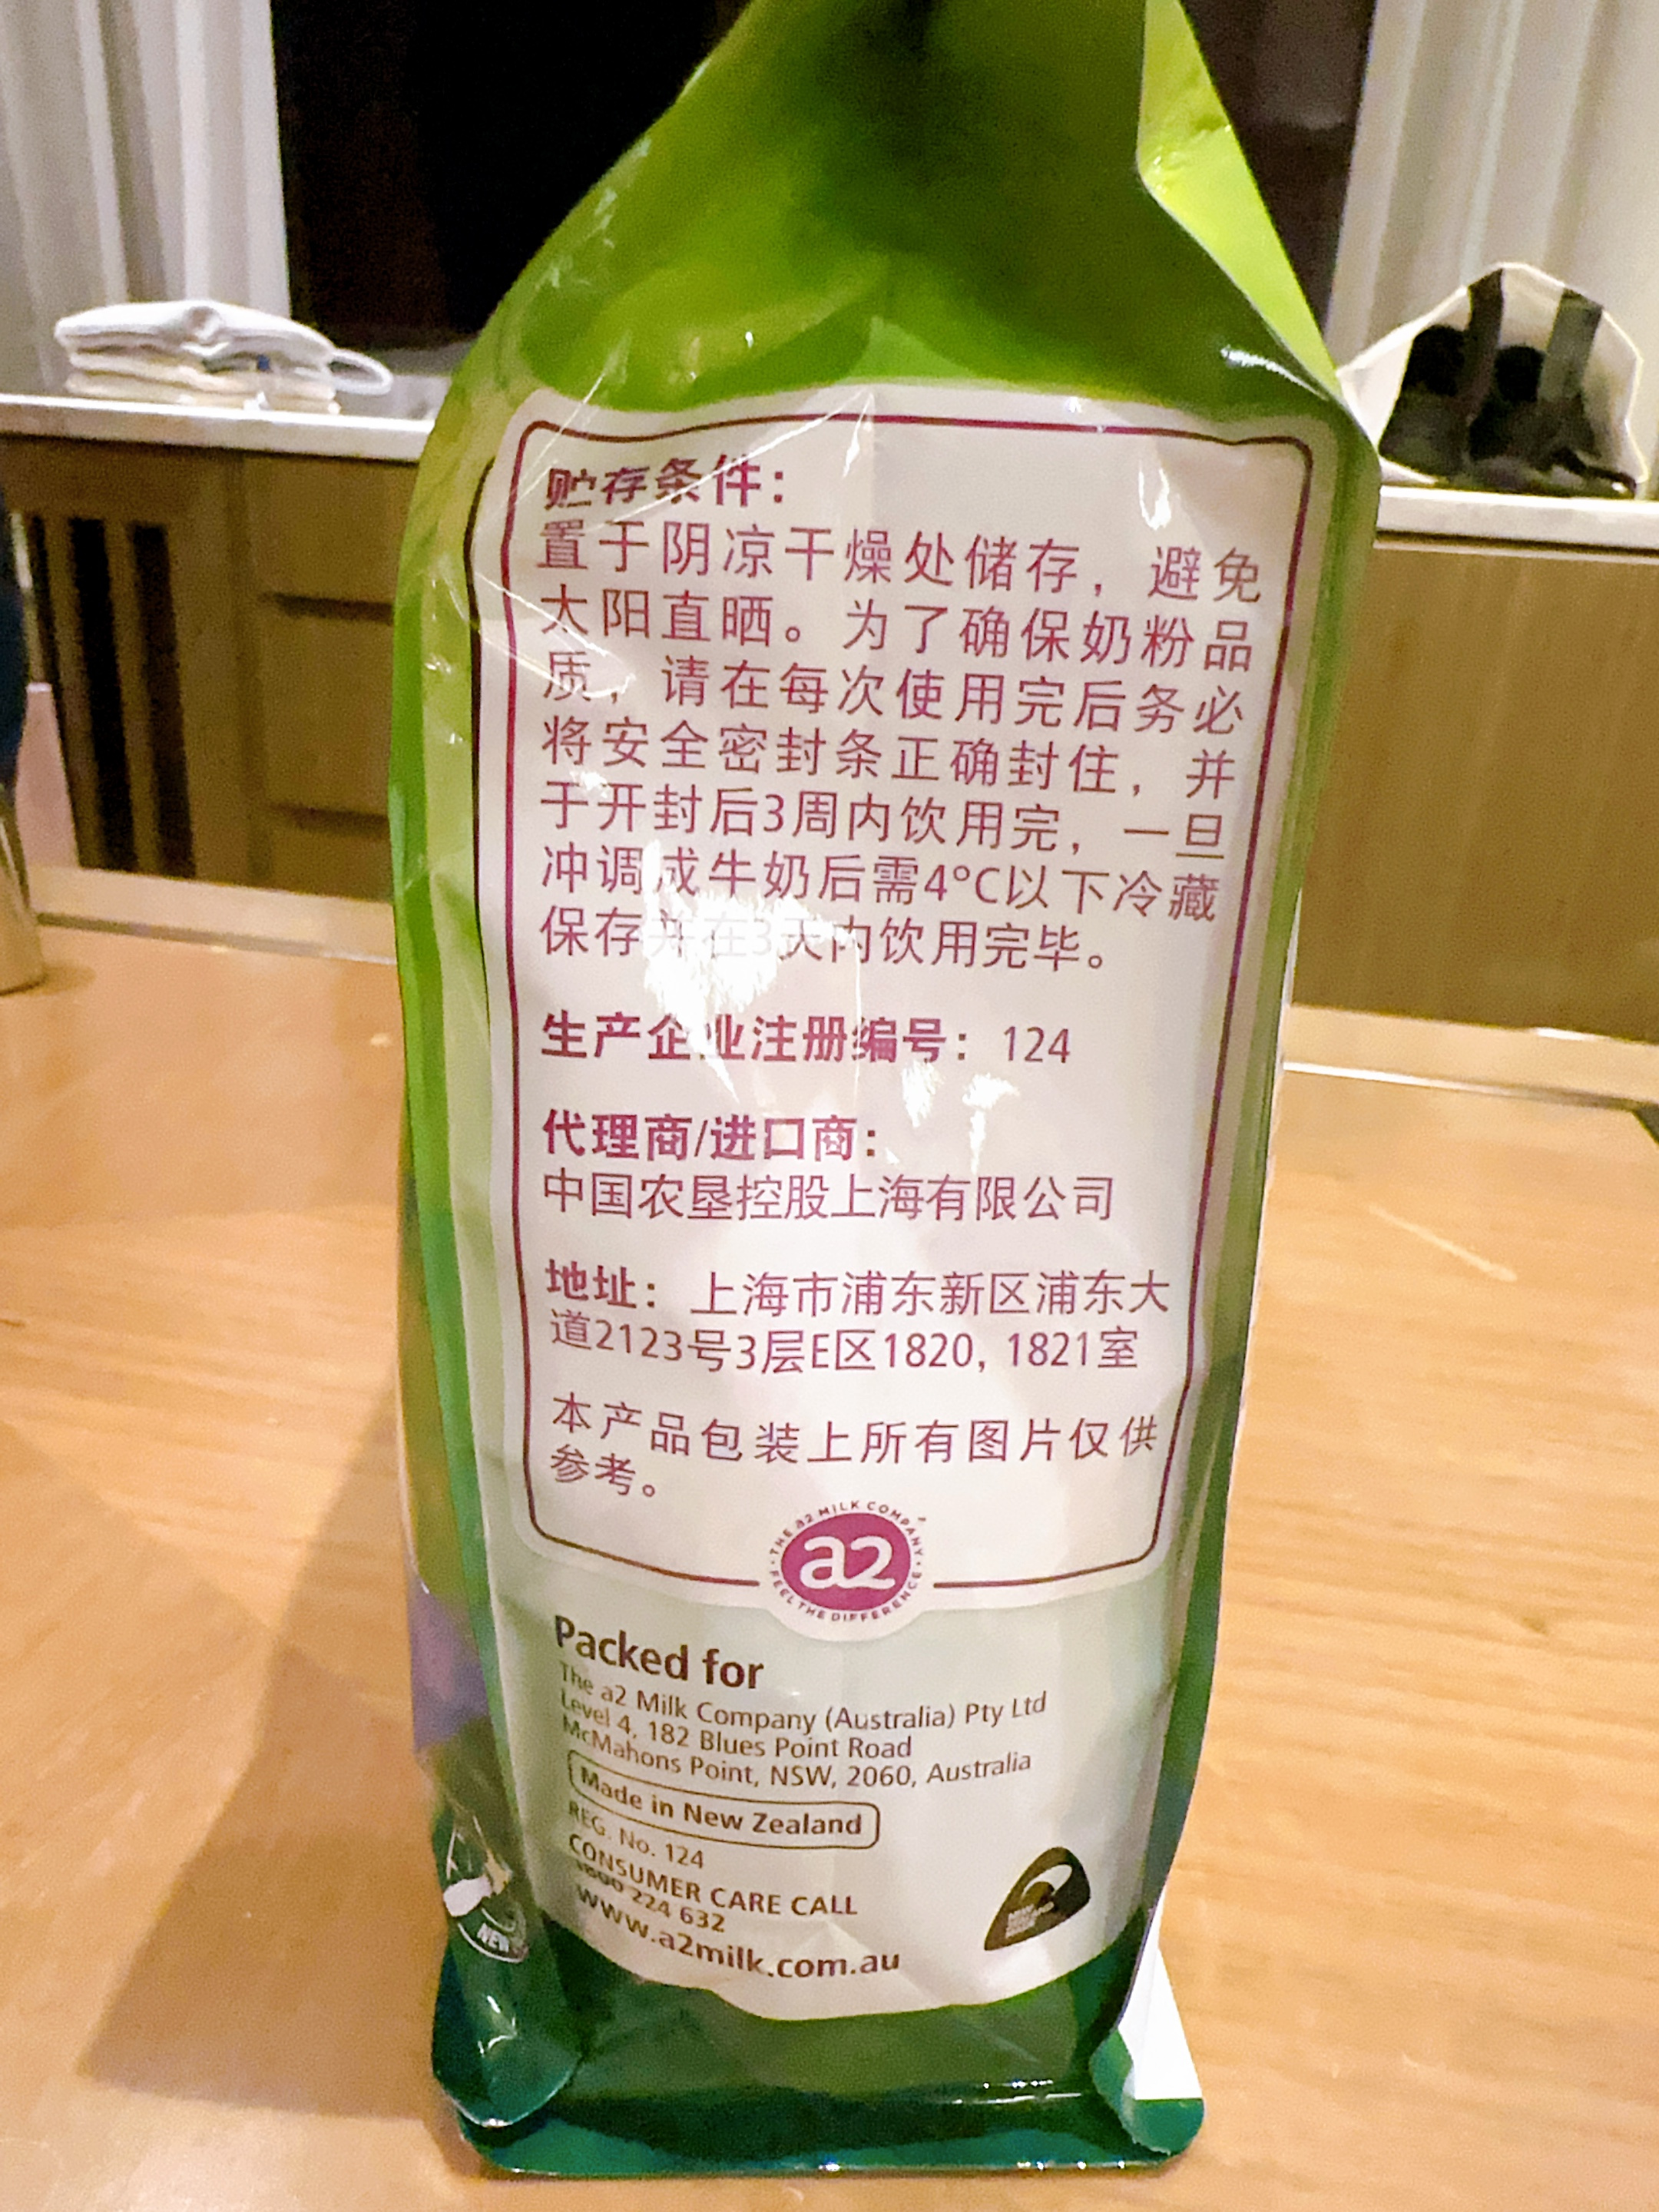 贮存条件：
置于阴凉干燥处储存，避免
太阳直晒。为了确保奶粉品
质，请在每次使用完后务必
将安全密封条正确封住，并
于开封后3周内饮用完，一旦
冲调成牛奶后需4°C以下冷藏
保存并在3天内饮用完毕。
生产企业注册编号：124
代理商/进口商：
中国农垦控股上海有限公司
地址：上海市浦东新区浦东大
道2123号3层E区1820, 1821室
本产品包装上所有图片仅供
参考。
THE a2 MILK COMPANY
a2
FEEL THE DIFFERENCE
Packed for
The a2 Milk Company (Australia) Pty Ltd
Level 4, 182 Blues Point Road
McMahons Point, NSW, 2060, Australia
Made in New Zealand
REG. No. 124
CONSUMER CARE CALL
1800 224 632
www.a2milk.com.au
NEW